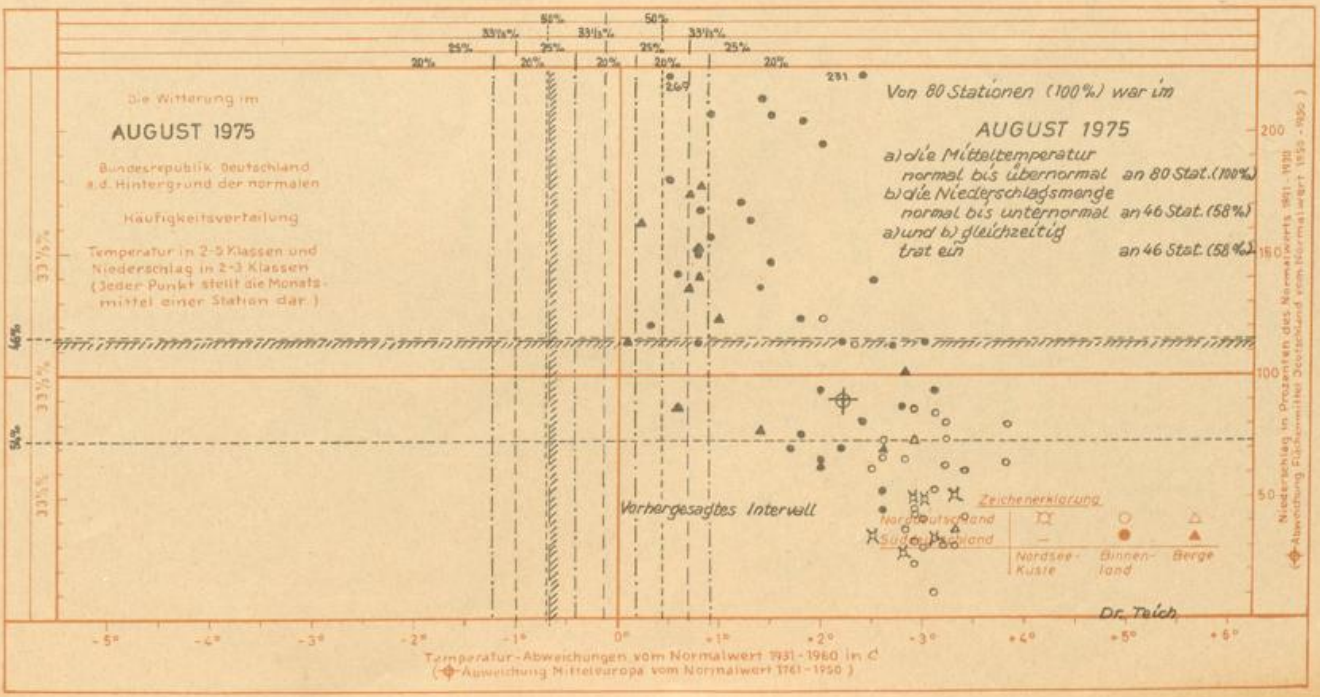 50% 50%
33⅓% 33⅓% 33⅓%
25% 25% 25% 25%
20% 20% 20% 20% 20%
Die Witterung im
AUGUST 1975
Bundesrepublik Deutschland
a.d. Hintergrund der normalen
Häufigkeitsverteilung
Temperatur in 2-5 Klassen und
Niederschlag in 2-3 Klassen
(Jeder Punkt stellt die Monats-
mittel einer Station dar.)
269
231
Von 80 Stationen (100%) war im
AUGUST 1975
a) die Mitteltemperatur
normal bis übernormal an 80 Stat. (100%)
b) die Niederschlagsmenge
normal bis unternormal an 46 Stat. (58%)
a) und b) gleichzeitig
trat ein an 46 Stat. (58%)
33⅓%
33⅓%
33⅓%
200
150
100
50
Niederschlag in Prozenten des Normalwerts 1931-1930
Vorhergesagtes Intervall
Zeichenerklärung
Norddeutschland
Süddeutschland –
Nordsee- Binnen- Berge
Küste land
Dr. Teich
-5° -4° -3° -2° -1° 0° +1° +2° +3° +4° +5° +6°
Temperatur-Abweichungen vom Normalwert 1931-1960 in C
(Abweichung Mitteleuropa vom Normalwert 1761-1950)